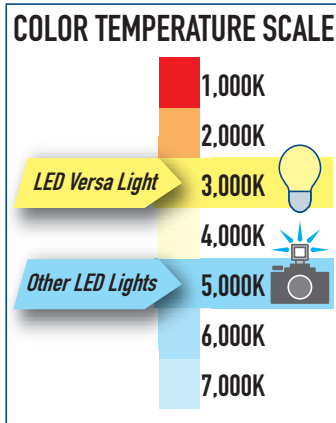 COLOR TEMPERATURE SCALE
1,000K
2,000K
LED Versa Light 3,000K
4,000K
Other LED Lights 5,000K
6,000K
7,000K